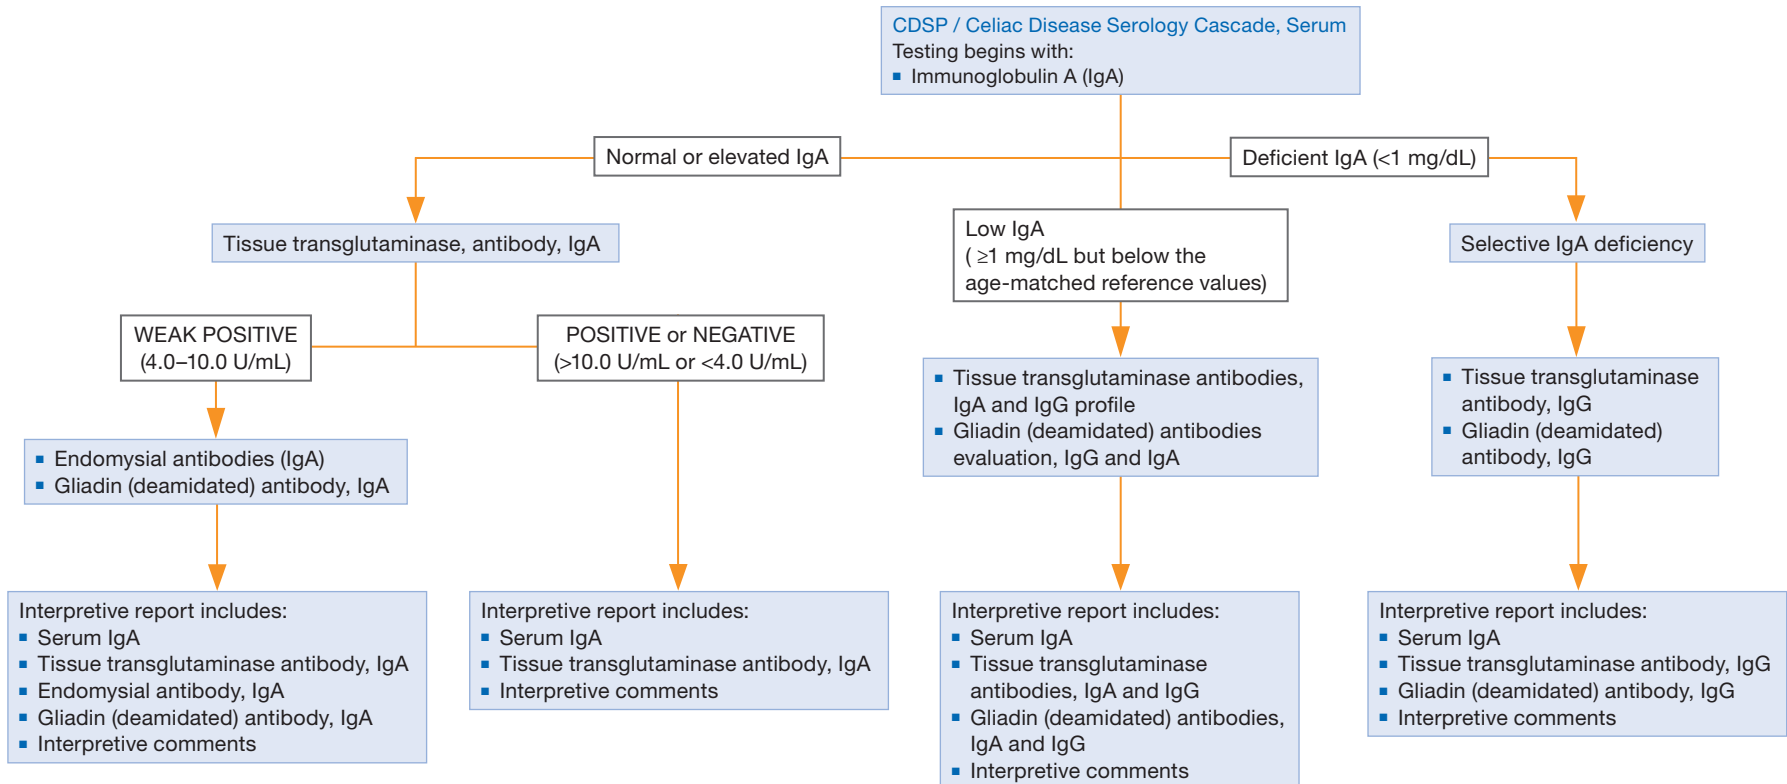 CDSP / Celiac Disease Serology Cascade, Serum
Testing begins with:
▪ Immunoglobulin A (IgA)
Normal or elevated IgA
Deficient IgA (<1 mg/dL)
Tissue transglutaminase, antibody, IgA
Low IgA
( ≥1 mg/dL but below the
age-matched reference values)
Selective IgA deficiency
WEAK POSITIVE
(4.0–10.0 U/mL)
POSITIVE or NEGATIVE
(>10.0 U/mL or <4.0 U/mL)
▪ Tissue transglutaminase antibodies,
IgA and IgG profile
▪ Gliadin (deamidated) antibodies
evaluation, IgG and IgA
▪ Tissue transglutaminase
antibody, IgG
▪ Gliadin (deamidated)
antibody, IgG
▪ Endomysial antibodies (IgA)
▪ Gliadin (deamidated) antibody, IgA
Interpretive report includes:
▪ Serum IgA
▪ Tissue transglutaminase antibody, IgA
▪ Endomysial antibody, IgA
▪ Gliadin (deamidated) antibody, IgA
▪ Interpretive comments
Interpretive report includes:
▪ Serum IgA
▪ Tissue transglutaminase antibody, IgA
▪ Interpretive comments
Interpretive report includes:
▪ Serum IgA
▪ Tissue transglutaminase
antibodies, IgA and IgG
▪ Gliadin (deamidated) antibodies,
IgA and IgG
▪ Interpretive comments
Interpretive report includes:
▪ Serum IgA
▪ Tissue transglutaminase antibody, IgG
▪ Gliadin (deamidated) antibody, IgG
▪ Interpretive comments